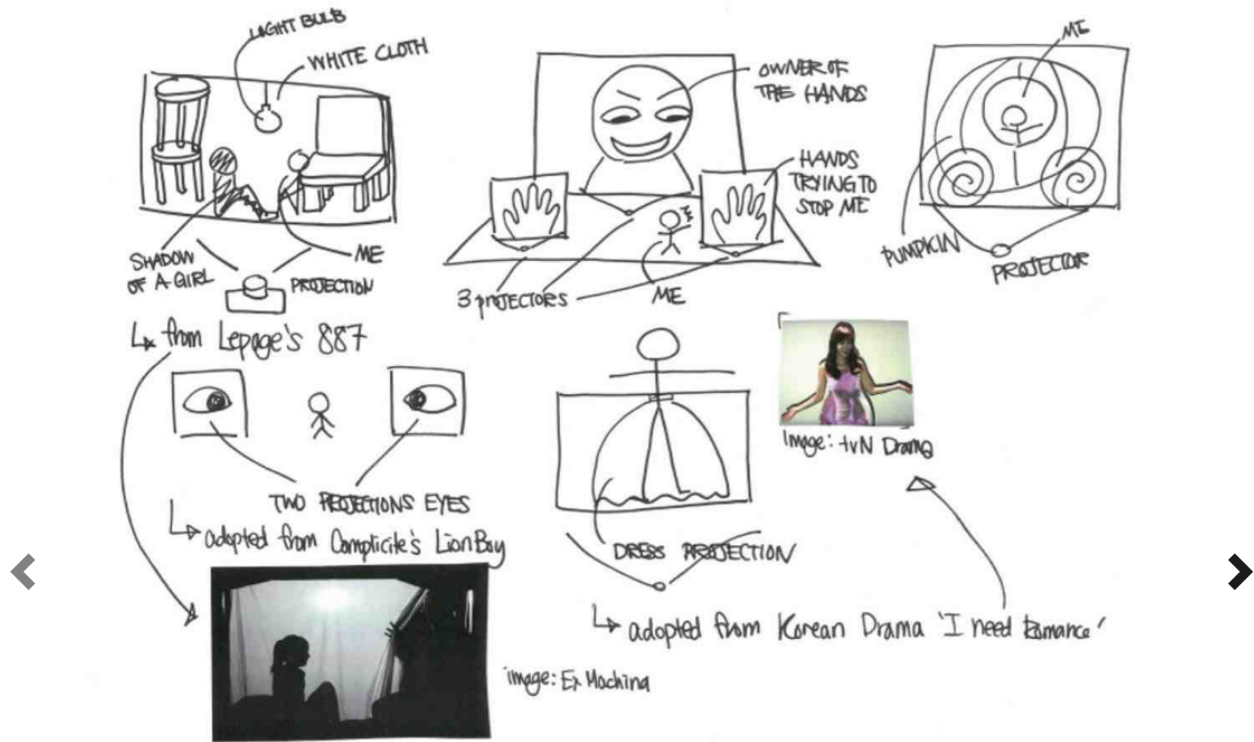 LIGHT BULB
WHITE CLOTH
SHADOW
OF A GIRL
ME
PROJECTION
from Lepage's 887
OWNER OF
THE HANDS
HANDS
TRYING TO
STOP ME
3 PROJECTORS
ME
ME
PUMPKIN
PROJECTOR
TWO PROJECTIONS EYES
adopted from Complicite's LionBoy
Image: tvN Drama
DRESS PROJECTION
adopted from Korean Drama 'I need Romance'
image: Ex Machina